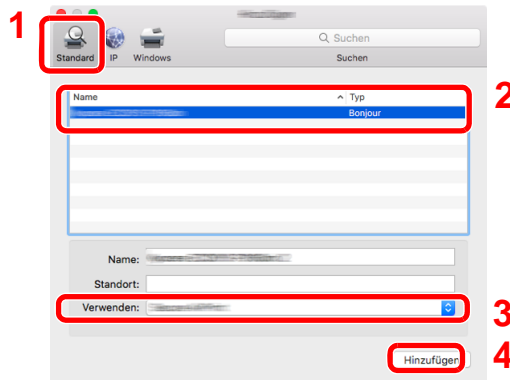 1
Suchen
Standard IP Windows Suchen
Name Typ
Bonjour
2
Name:
Standort:
Verwenden:
3
Hinzufügen
4